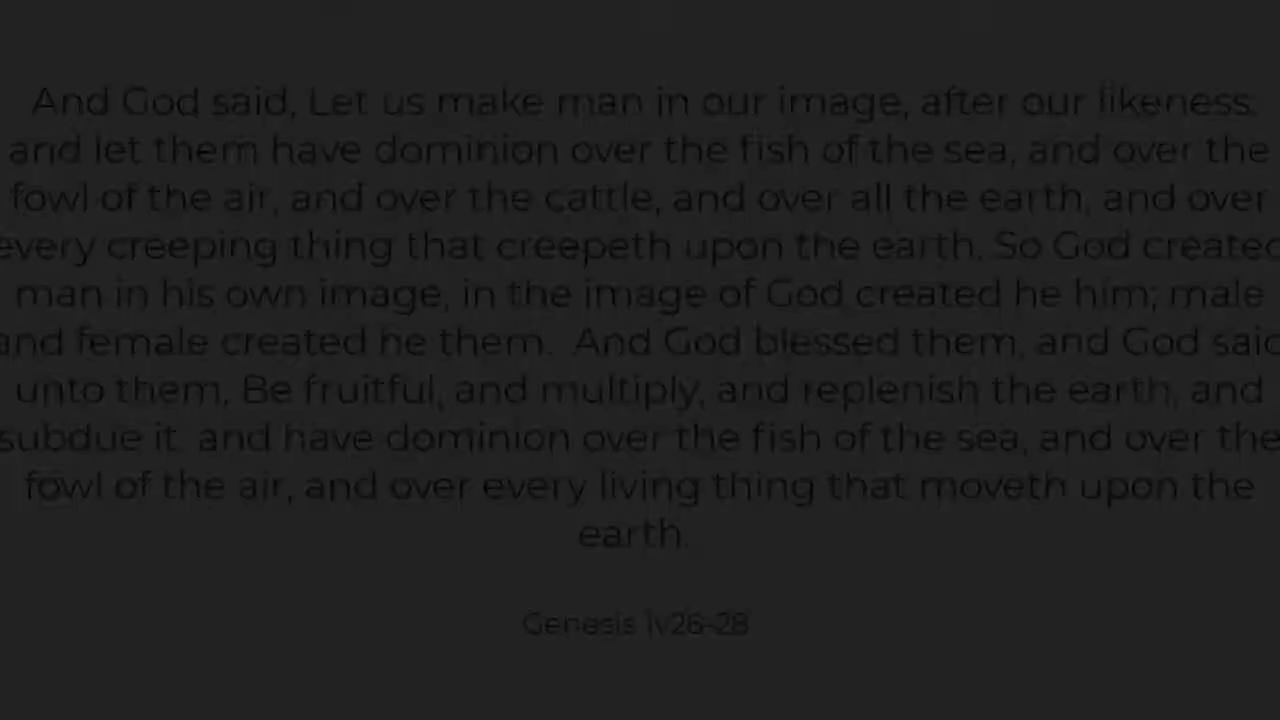 And God said, Let us make man in our image, after our likeness:
and let them have dominion over the fish of the sea, and over the
fowl of the air, and over the cattle, and over all the earth, and over
every creeping thing that creepeth upon the earth. So God created
man in his own image, in the image of God created he him; male
and female created he them. And God blessed them, and God said
unto them, Be fruitful, and multiply, and replenish the earth, and
subdue it: and have dominion over the fish of the sea, and over the
fowl of the air, and over every living thing that moveth upon the
earth.
Genesis 1v26-28